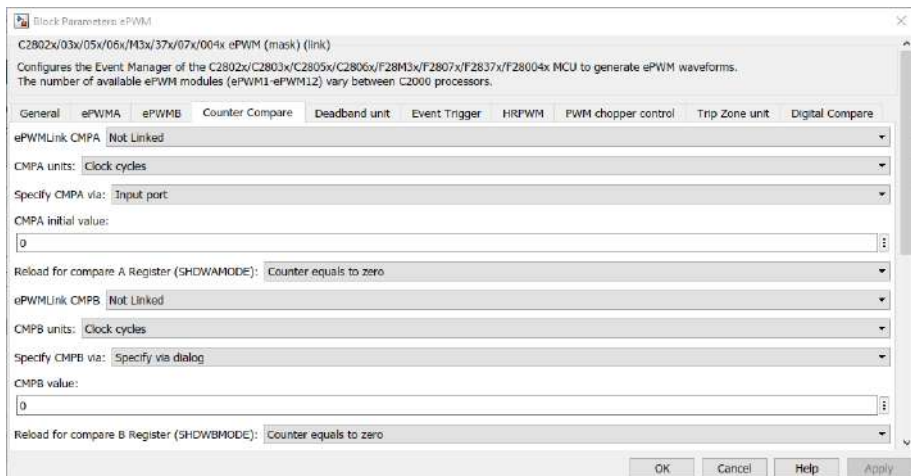 Block Parameters: ePWM
C2802x/03x/05x/06x/M3x/37x/07x/004x ePWM (mask) (link)
Configures the Event Manager of the C2802x/C2803x/C2805x/C2806x/F28M3x/F2807x/F2837x/F28004x MCU to generate ePWM waveforms.
The number of available ePWM modules (ePWM1-ePWM12) vary between C2000 processors.
General ePWMA ePWMB Counter Compare Deadband unit Event Trigger HRPWM PWM chopper control Trip Zone unit Digital Compare
ePWMLink CMPA Not Linked
CMPA units: Clock cycles
Specify CMPA via: Input port
CMPA initial value:
0
Reload for compare A Register (SHDWAMODE): Counter equals to zero
ePWMLink CMPB Not Linked
CMPB units: Clock cycles
Specify CMPB via: Specify via dialog
CMPB value:
0
Reload for compare B Register (SHDWBMODE): Counter equals to zero
OK Cancel Help Apply